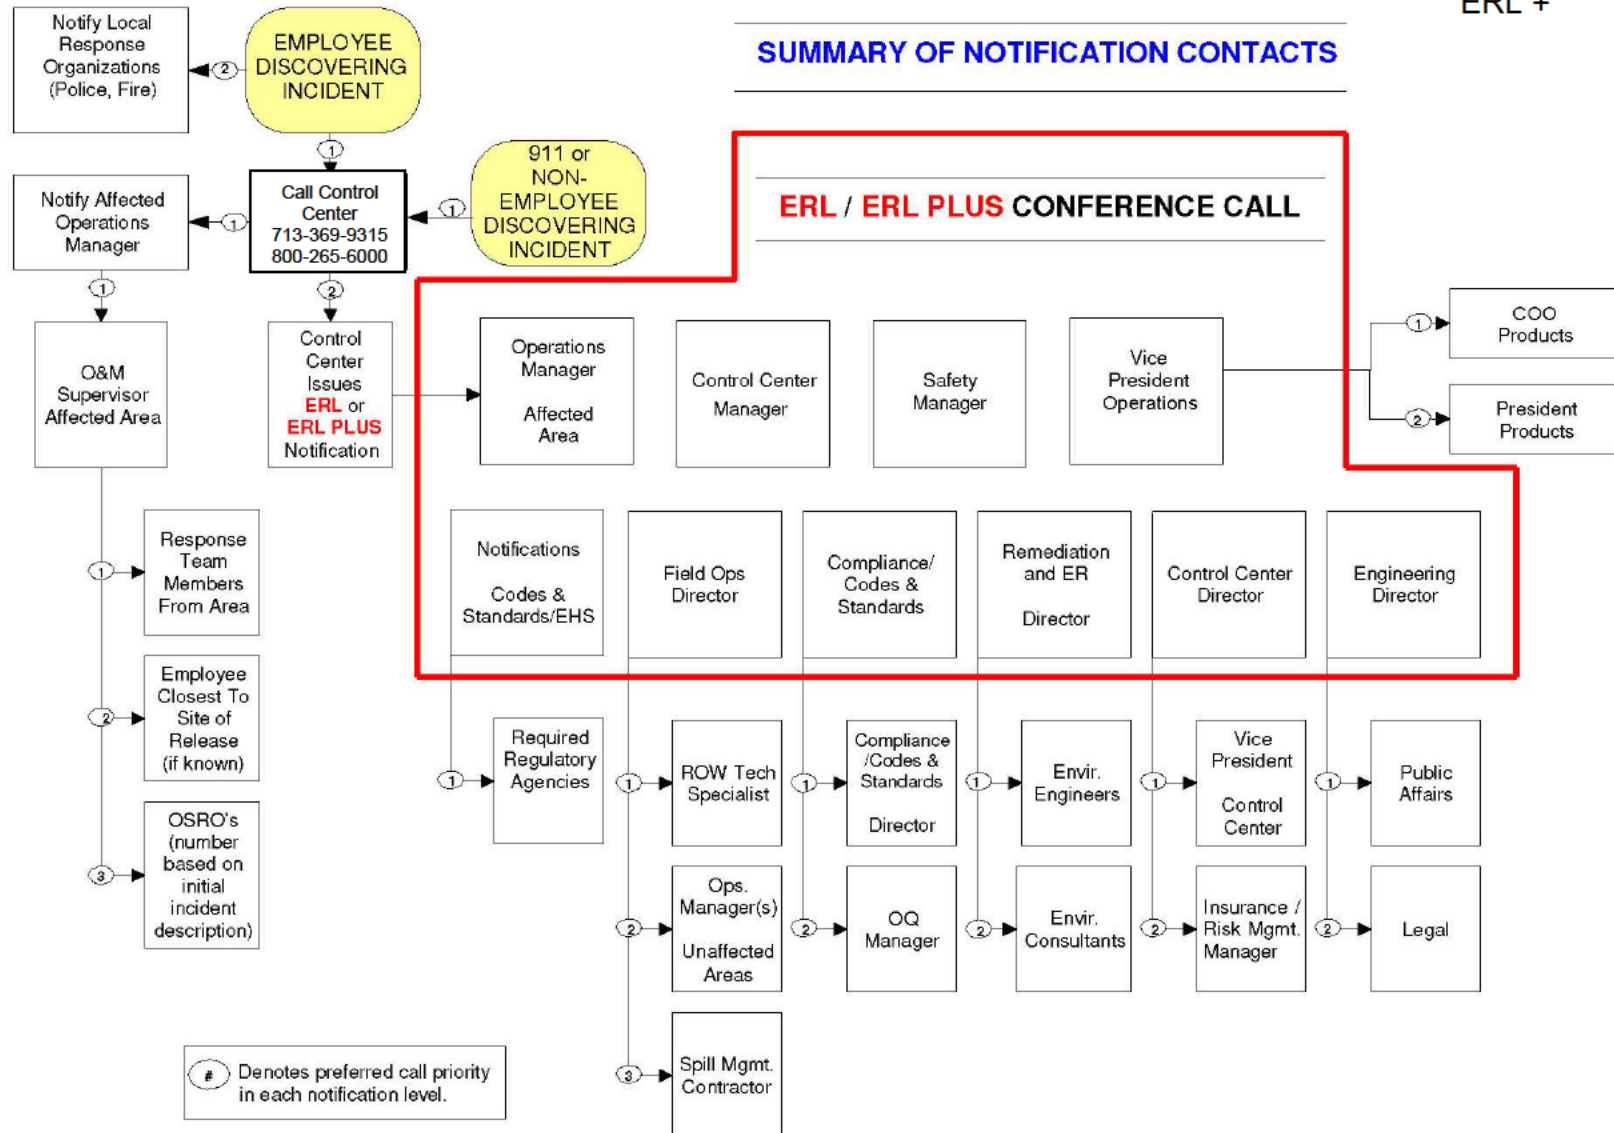 ERL +
Notify Local
Response
Organizations
(Police, Fire)
2
EMPLOYEE
DISCOVERING
INCIDENT
SUMMARY OF NOTIFICATION CONTACTS
1
911 or
NON-
EMPLOYEE
DISCOVERING
INCIDENT
1
Call Control
Center
713-369-9315
800-265-6000
1
Notify Affected
Operations
Manager
ERL / ERL PLUS CONFERENCE CALL
1
2
O&M
Supervisor
Affected Area
Control
Center
Issues
ERL or
ERL PLUS
Notification
Operations
Manager
Affected
Area
Control Center
Manager
Safety
Manager
Vice
President
Operations
1
COO
Products
2
President
Products
1
Response
Team
Members
From Area
2
Employee
Closest To
Site of
Release
(if known)
3
OSRO's
(number
based on
initial
incident
description)
Notifications
Codes &
Standards/EHS
Field Ops
Director
Compliance/
Codes &
Standards
Remediation
and ER
Director
Control Center
Director
Engineering
Director
1
Required
Regulatory
Agencies
1
ROW Tech
Specialist
1
Compliance
/Codes &
Standards
Director
1
Envir.
Engineers
1
Vice
President
Control
Center
1
Public
Affairs
2
Ops.
Manager(s)
Unaffected
Areas
2
OQ
Manager
2
Envir.
Consultants
2
Insurance /
Risk Mgmt.
Manager
2
Legal
3
Spill Mgmt.
Contractor
# Denotes preferred call priority
in each notification level.